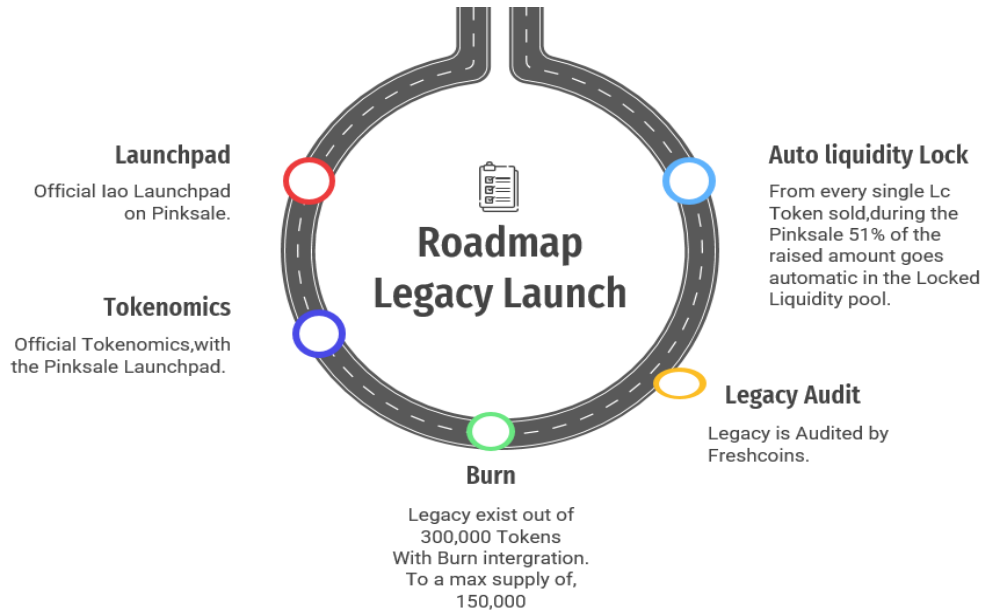 Roadmap
Legacy Launch
Launchpad
Official Iao Launchpad
on Pinksale.
Tokenomics
Official Tokenomics,with
the Pinksale Launchpad.
Burn
Legacy exist out of
300,000 Tokens
With Burn intergration.
To a max supply of,
150,000
Legacy Audit
Legacy is Audited by
Freshcoins.
Auto liquidity Lock
From every single Lc
Token sold,during the
Pinksale 51% of the
raised amount goes
automatic in the Locked
Liquidity pool.